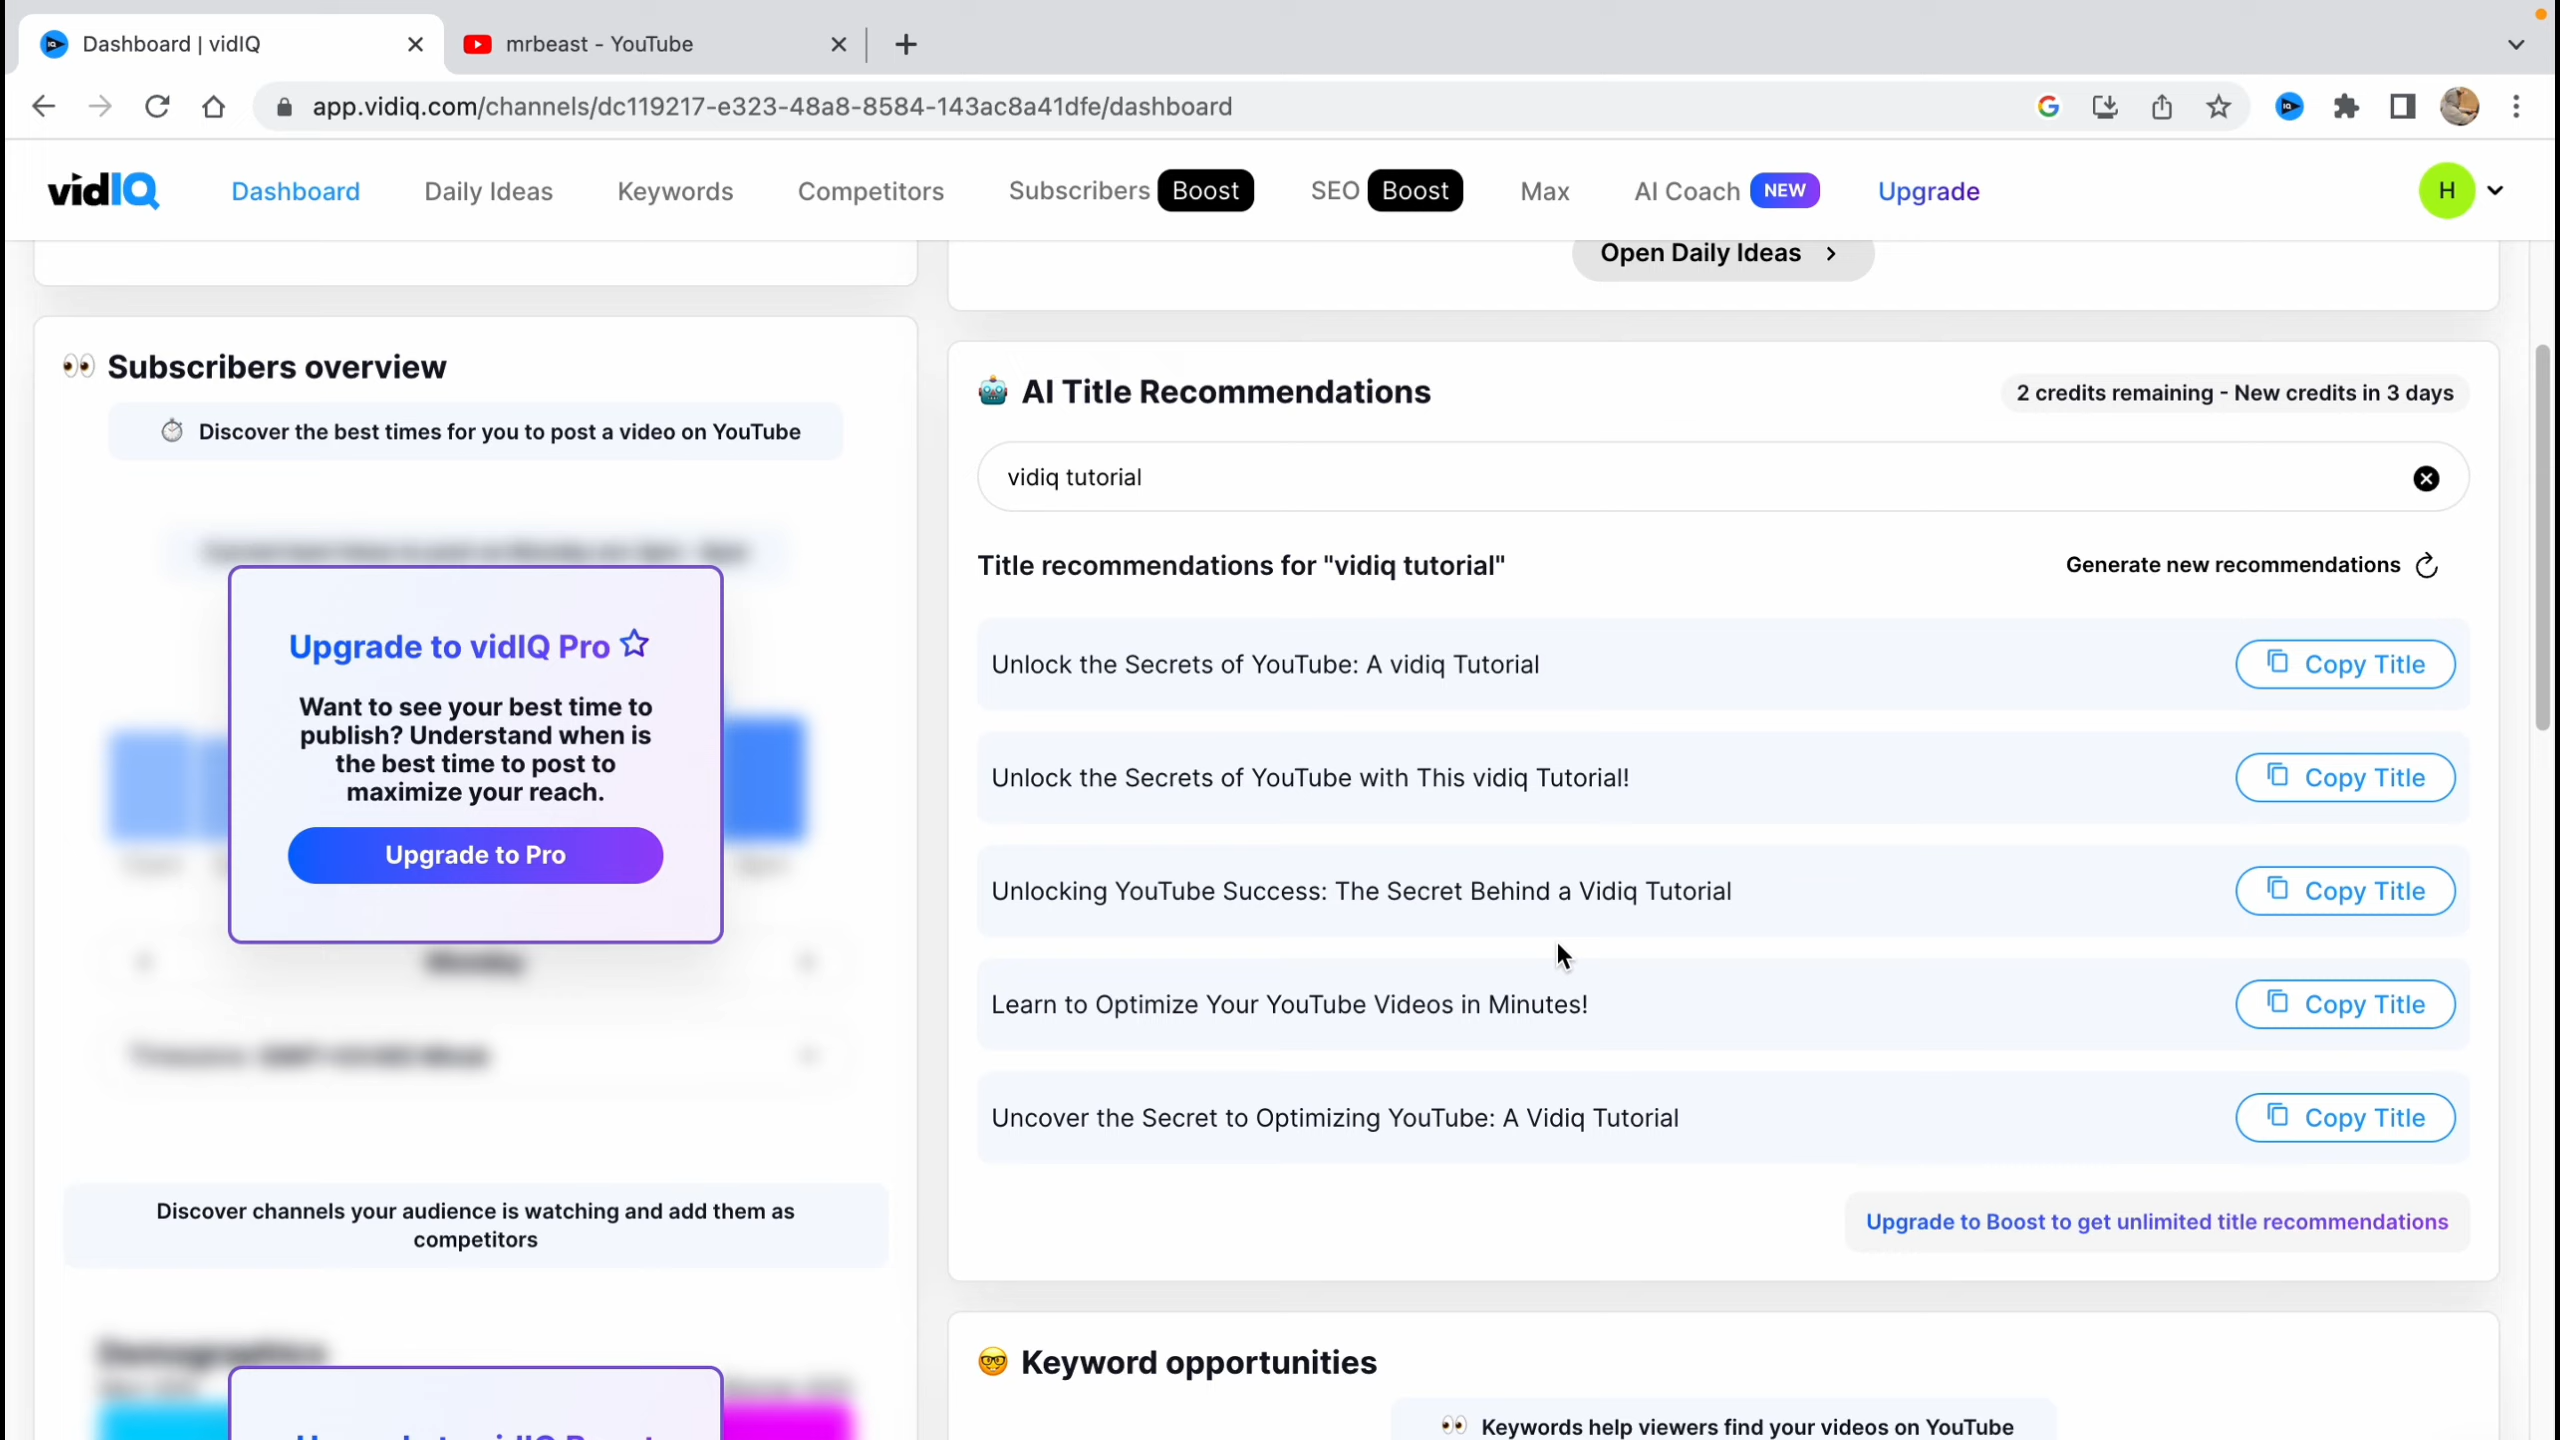 Dashboard | vidIQ
mrbeast - YouTube
app.vidiq.com/channels/dc119217-e323-48a8-8584-143ac8a41dfe/dashboard
vidIQ
Dashboard
Daily Ideas
Keywords
Competitors
Subscribers Boost
SEO Boost
Max
AI Coach NEW
Upgrade
H
Open Daily Ideas
👀 Subscribers overview
⏱ Discover the best times for you to post a video on YouTube
Upgrade to vidIQ Pro
Want to see your best time to
publish? Understand when is
the best time to post to
maximize your reach.
Upgrade to Pro
Monday
Discover channels your audience is watching and add them as
competitors
Demographics
🤖 AI Title Recommendations
2 credits remaining - New credits in 3 days
vidiq tutorial
Title recommendations for "vidiq tutorial"
Generate new recommendations
Unlock the Secrets of YouTube: A vidiq Tutorial
Copy Title
Unlock the Secrets of YouTube with This vidiq Tutorial!
Copy Title
Unlocking YouTube Success: The Secret Behind a Vidiq Tutorial
Copy Title
Learn to Optimize Your YouTube Videos in Minutes!
Copy Title
Uncover the Secret to Optimizing YouTube: A Vidiq Tutorial
Copy Title
Upgrade to Boost to get unlimited title recommendations
🤓 Keyword opportunities
👀 Keywords help viewers find your videos on YouTube